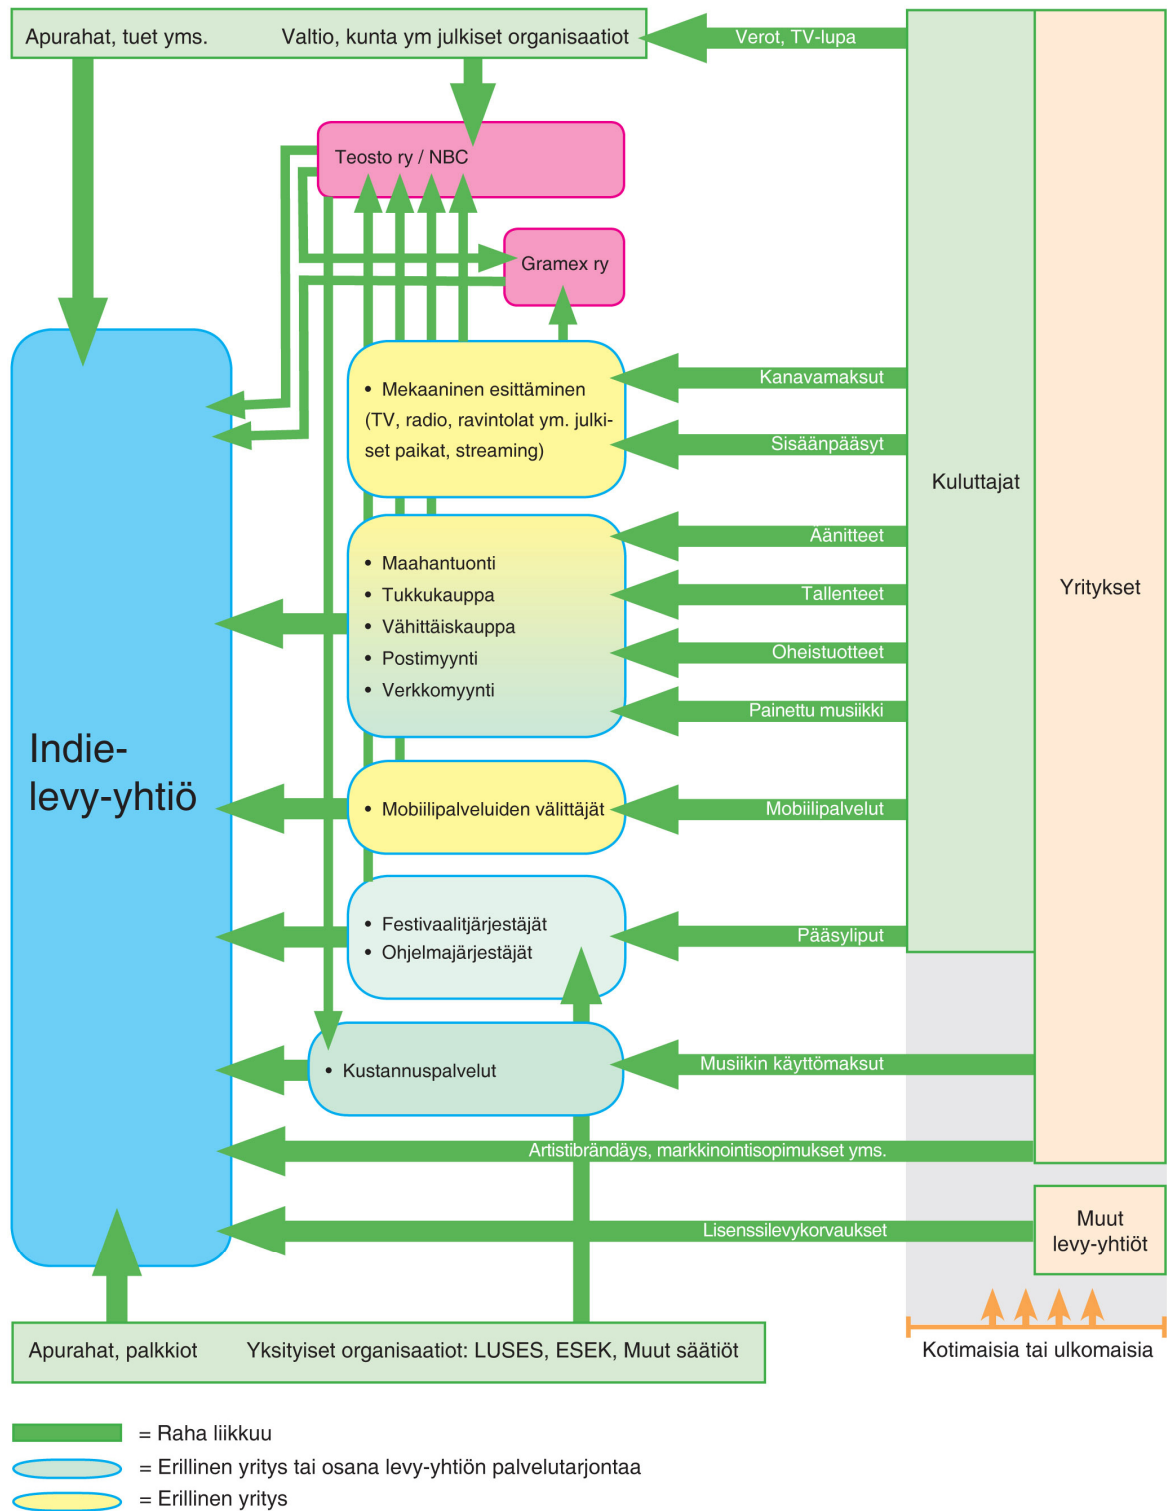 Apurahat, tuet yms.
Valtio, kunta ym julkiset organisaatiot
Verot, TV-lupa
Teosto ry / NBC
Gramex ry
• Mekaaninen esittäminen
(TV, radio, ravintolat ym. julki-
set paikat, streaming)
Kanavamaksut
Sisäänpääsyt
Kuluttajat
Yritykset
• Maahantuonti
• Tukkukauppa
• Vähittäiskauppa
• Postimyynti
• Verkkomyynti
Äänitteet
Tallenteet
Oheistuotteet
Painettu musiikki
Indie-
levy-yhtiö
• Mobiilipalveluiden välittäjät
Mobiilipalvelut
• Festivaalitjärjestäjät
• Ohjelmajärjestäjät
Pääsyliput
• Kustannuspalvelut
Musiikin käyttömaksut
Artistibrändäys, markkinointisopimukset yms.
Lisenssilevykorvaukset
Muut
levy-yhtiöt
Kotimaisia tai ulkomaisia
Apurahat, palkkiot
Yksityiset organisaatiot: LUSES, ESEK, Muut säätiöt
= Raha liikkuu
= Erillinen yritys tai osana levy-yhtiön palvelutarjontaa
= Erillinen yritys